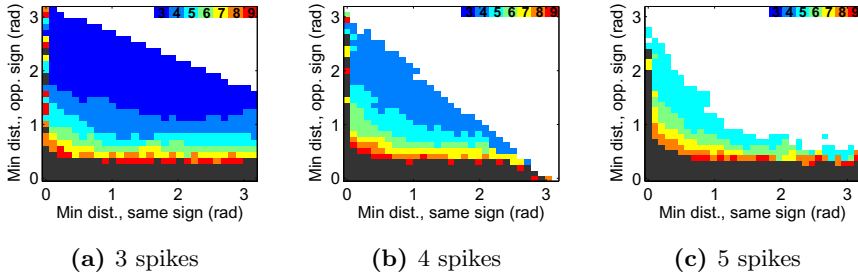 3 4 5 6 7 8 9
3 4 5 6 7 8 9
3 4 5 6 7 8 9
Min dist., opp. sign (rad)
3
2
1
0
0 1 2 3
Min dist., same sign (rad)
Min dist., opp. sign (rad)
3
2
1
0
0 1 2 3
Min dist., same sign (rad)
Min dist., opp. sign (rad)
3
2
1
0
0 1 2 3
Min dist., same sign (rad)
(a) 3 spikes
(b) 4 spikes
(c) 5 spikes